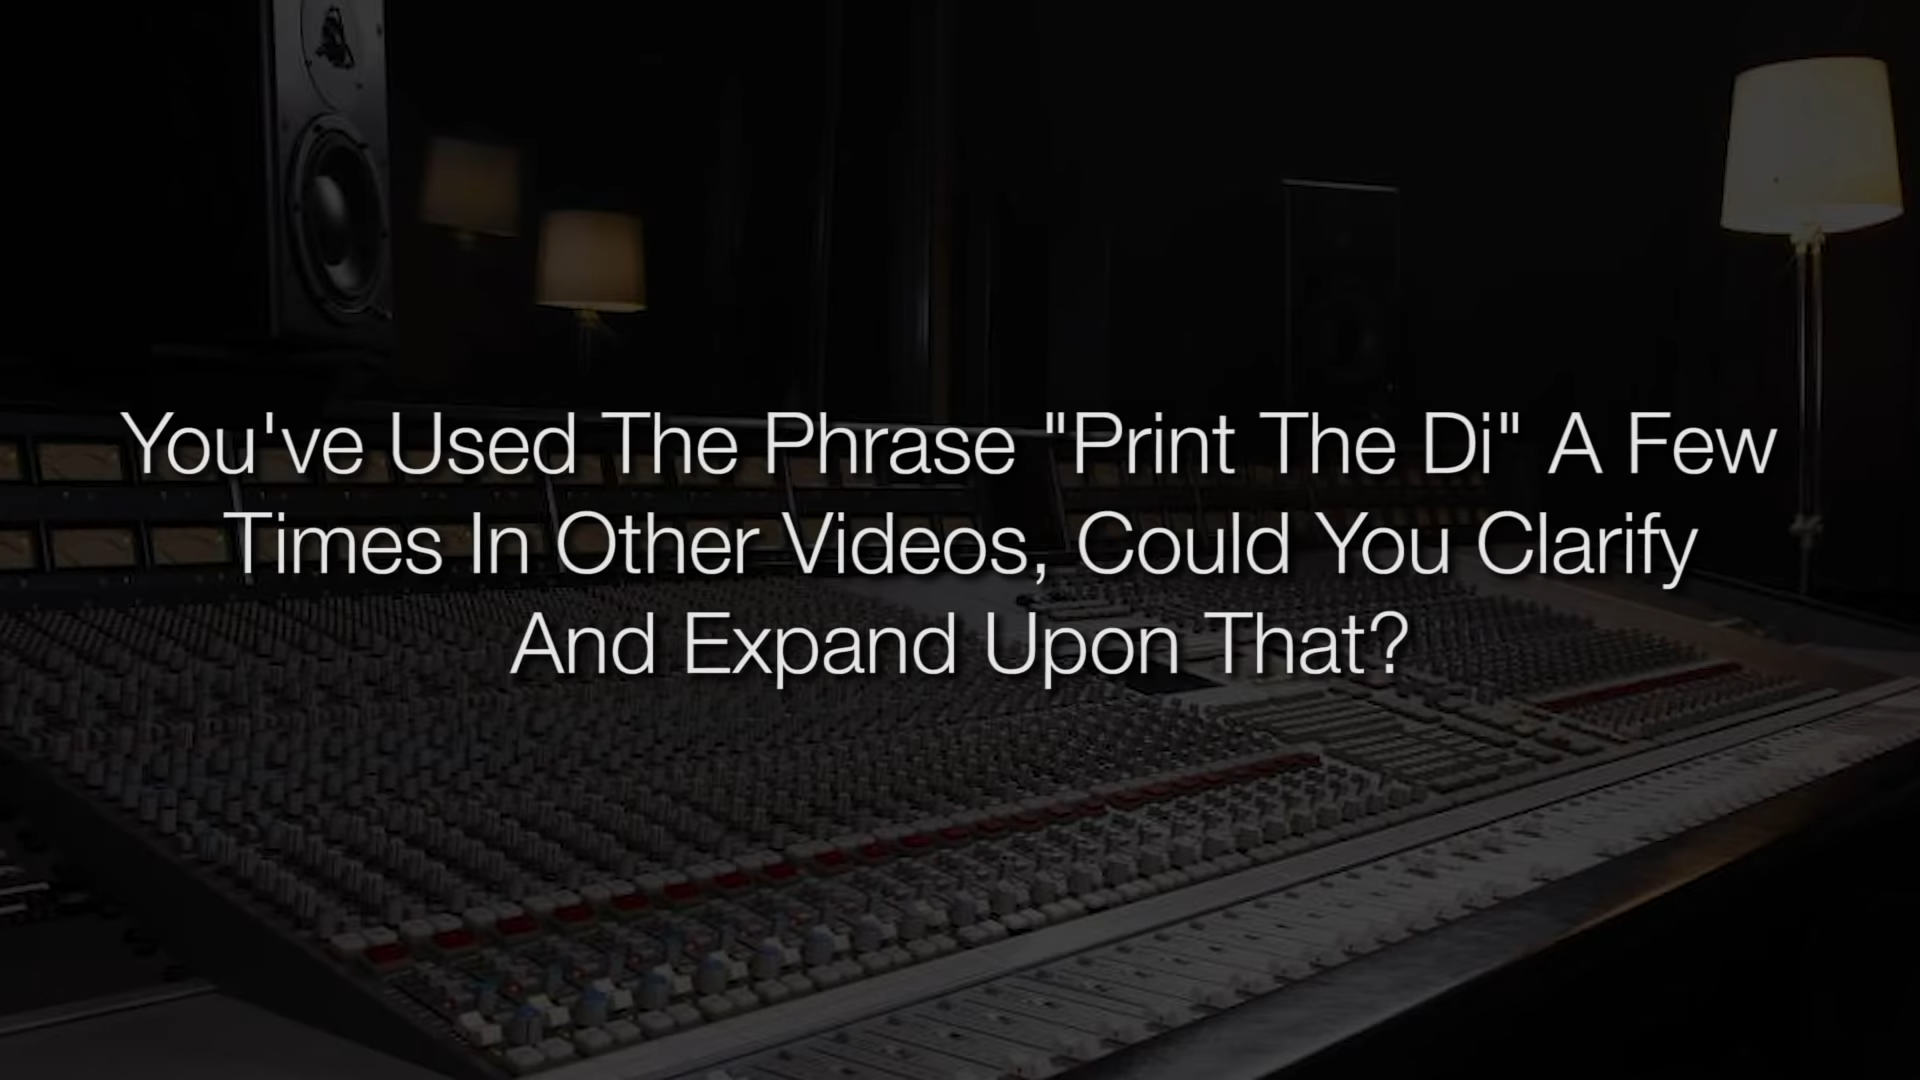 You've Used The Phrase "Print The Di" A Few
Times In Other Videos, Could You Clarify
And Expand Upon That?